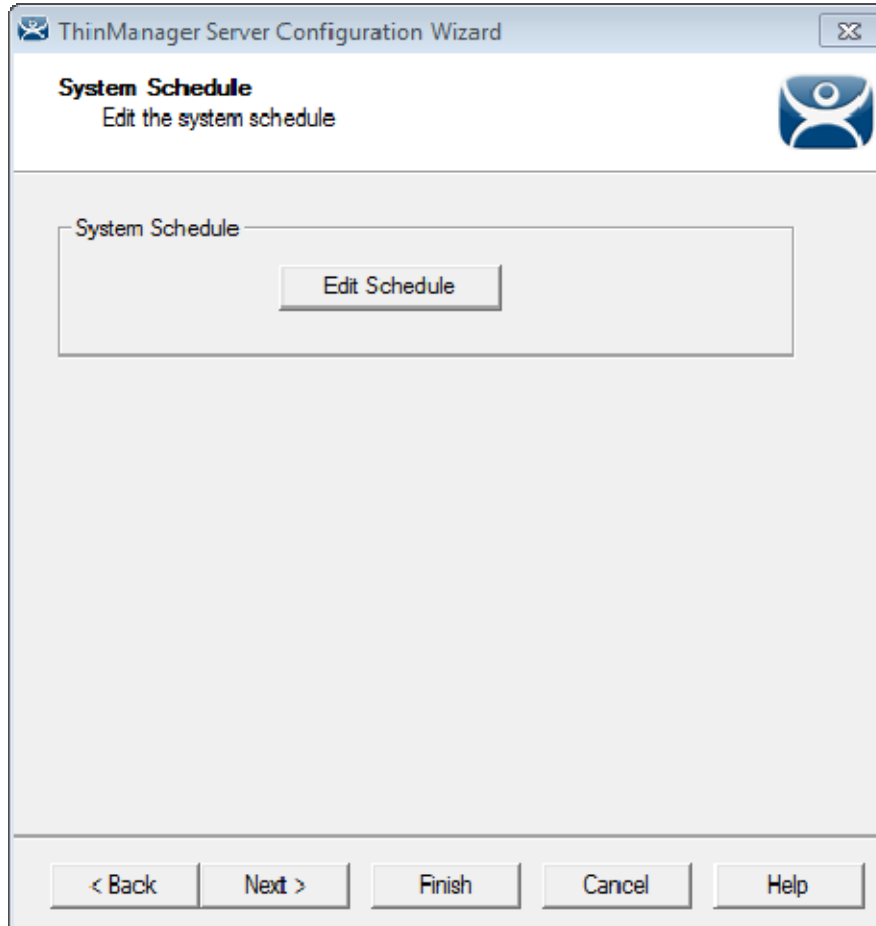 ThinManager Server Configuration Wizard
System Schedule
Edit the system schedule
System Schedule
Edit Schedule
< Back Next > Finish Cancel Help